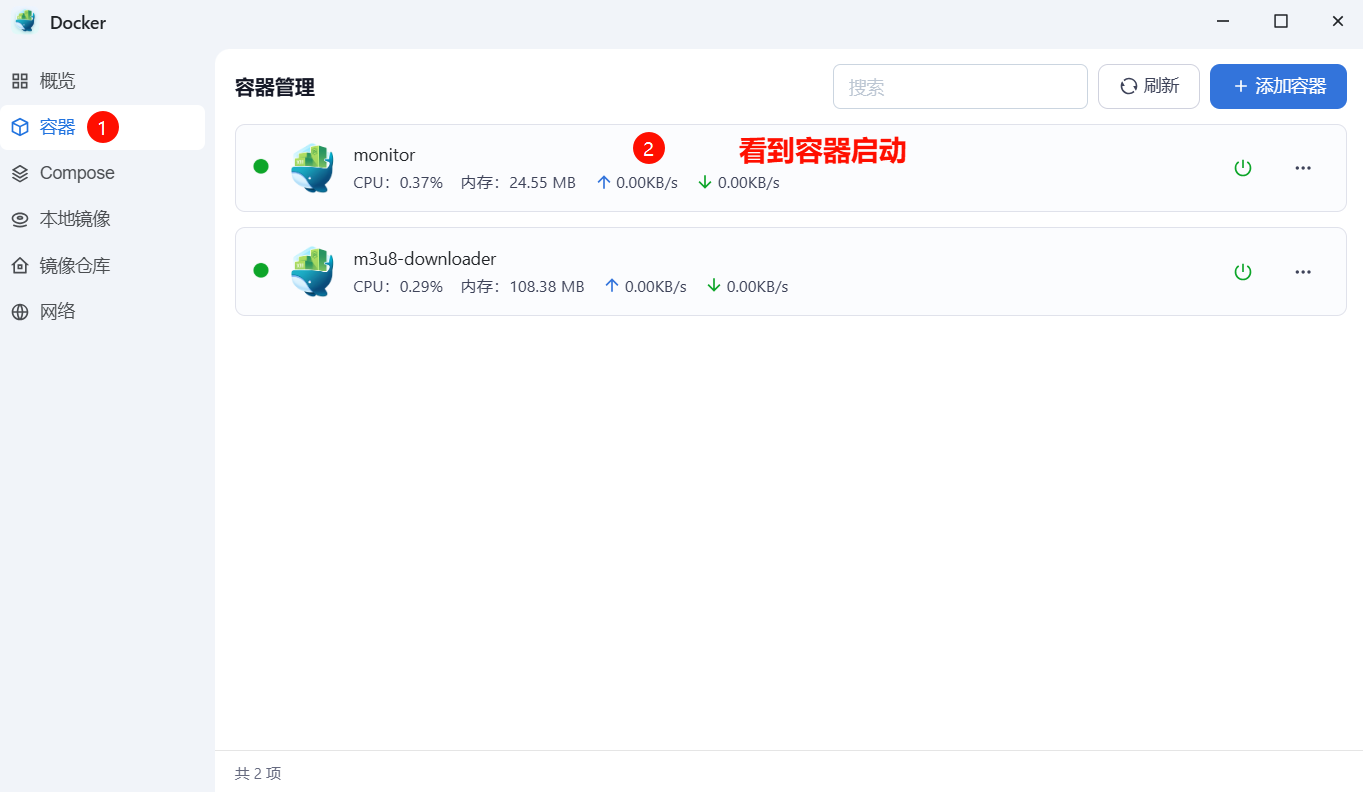 Docker
概览
容器 1
Compose
本地镜像
镜像仓库
网络
容器管理
搜索
刷新
+ 添加容器
monitor
2
看到容器启动
CPU：0.37% 内存：24.55 MB ↑ 0.00KB/s ↓ 0.00KB/s
m3u8-downloader
CPU：0.29% 内存：108.38 MB ↑ 0.00KB/s ↓ 0.00KB/s
共 2 项